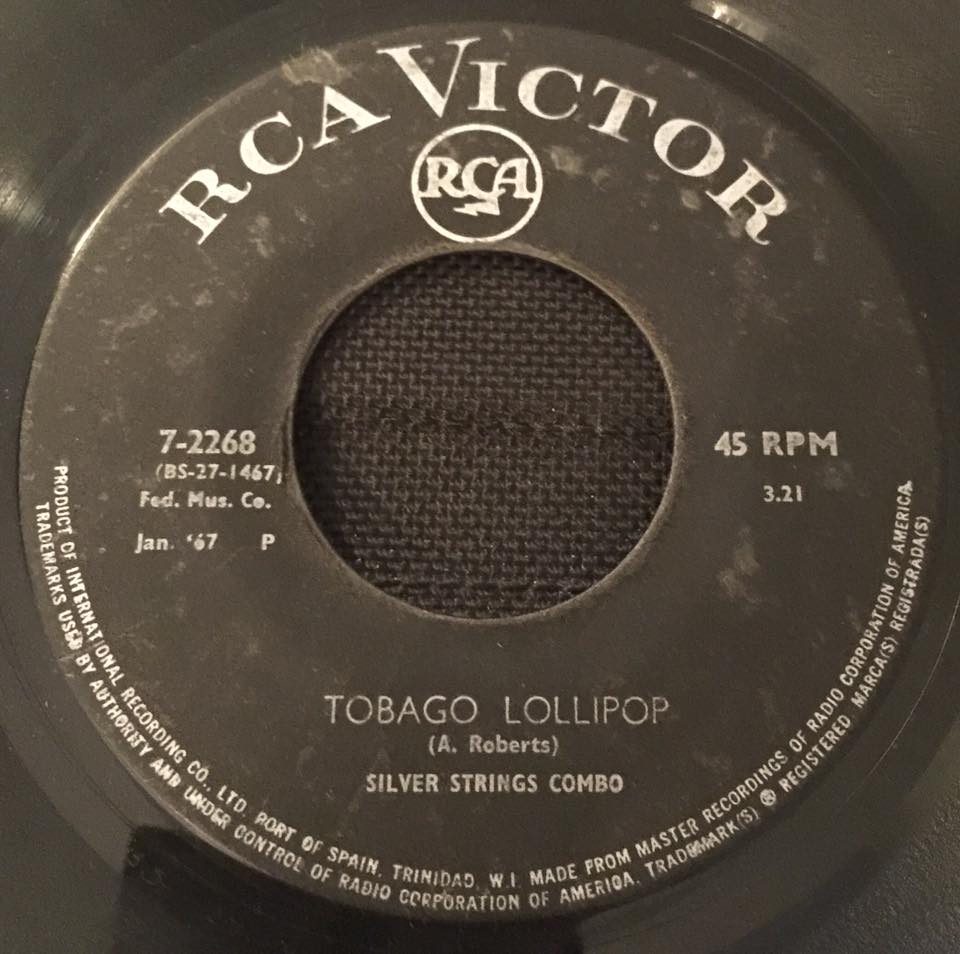 RCA VICTOR
RCA
7-2268
(BS-27-1467)
Fed. Mus. Co.
Jan. '67 P
45 RPM
3.21
TOBAGO LOLLIPOP
(A. Roberts)
SILVER STRINGS COMBO
PRODUCT OF INTERNATIONAL RECORDING CO., LTD. PORT OF SPAIN, TRINIDAD, W.I. MADE FROM MASTER RECORDINGS OF RADIO CORPORATION OF AMERICA.
TRADEMARKS USED BY AUTHORITY AND UNDER CONTROL OF RADIO CORPORATION OF AMERICA. TRADEMARK(S) ® REGISTERED. MARCA(S) REGISTRADA(S)